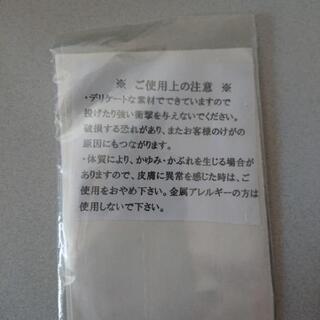 ※ ご使用上の注意 ※
・デリケートな素材でできていますので
投げたり強い衝撃を与えないでください。
破損する恐れがあり、またお客様のけがの
原因にもつながります。
・体質により、かゆみ・かぶれを生じる場合が
ありますので、皮膚に異常を感じた時は、ご
使用をおやめ下さい。金属アレルギーの方は
使用しないで下さい。